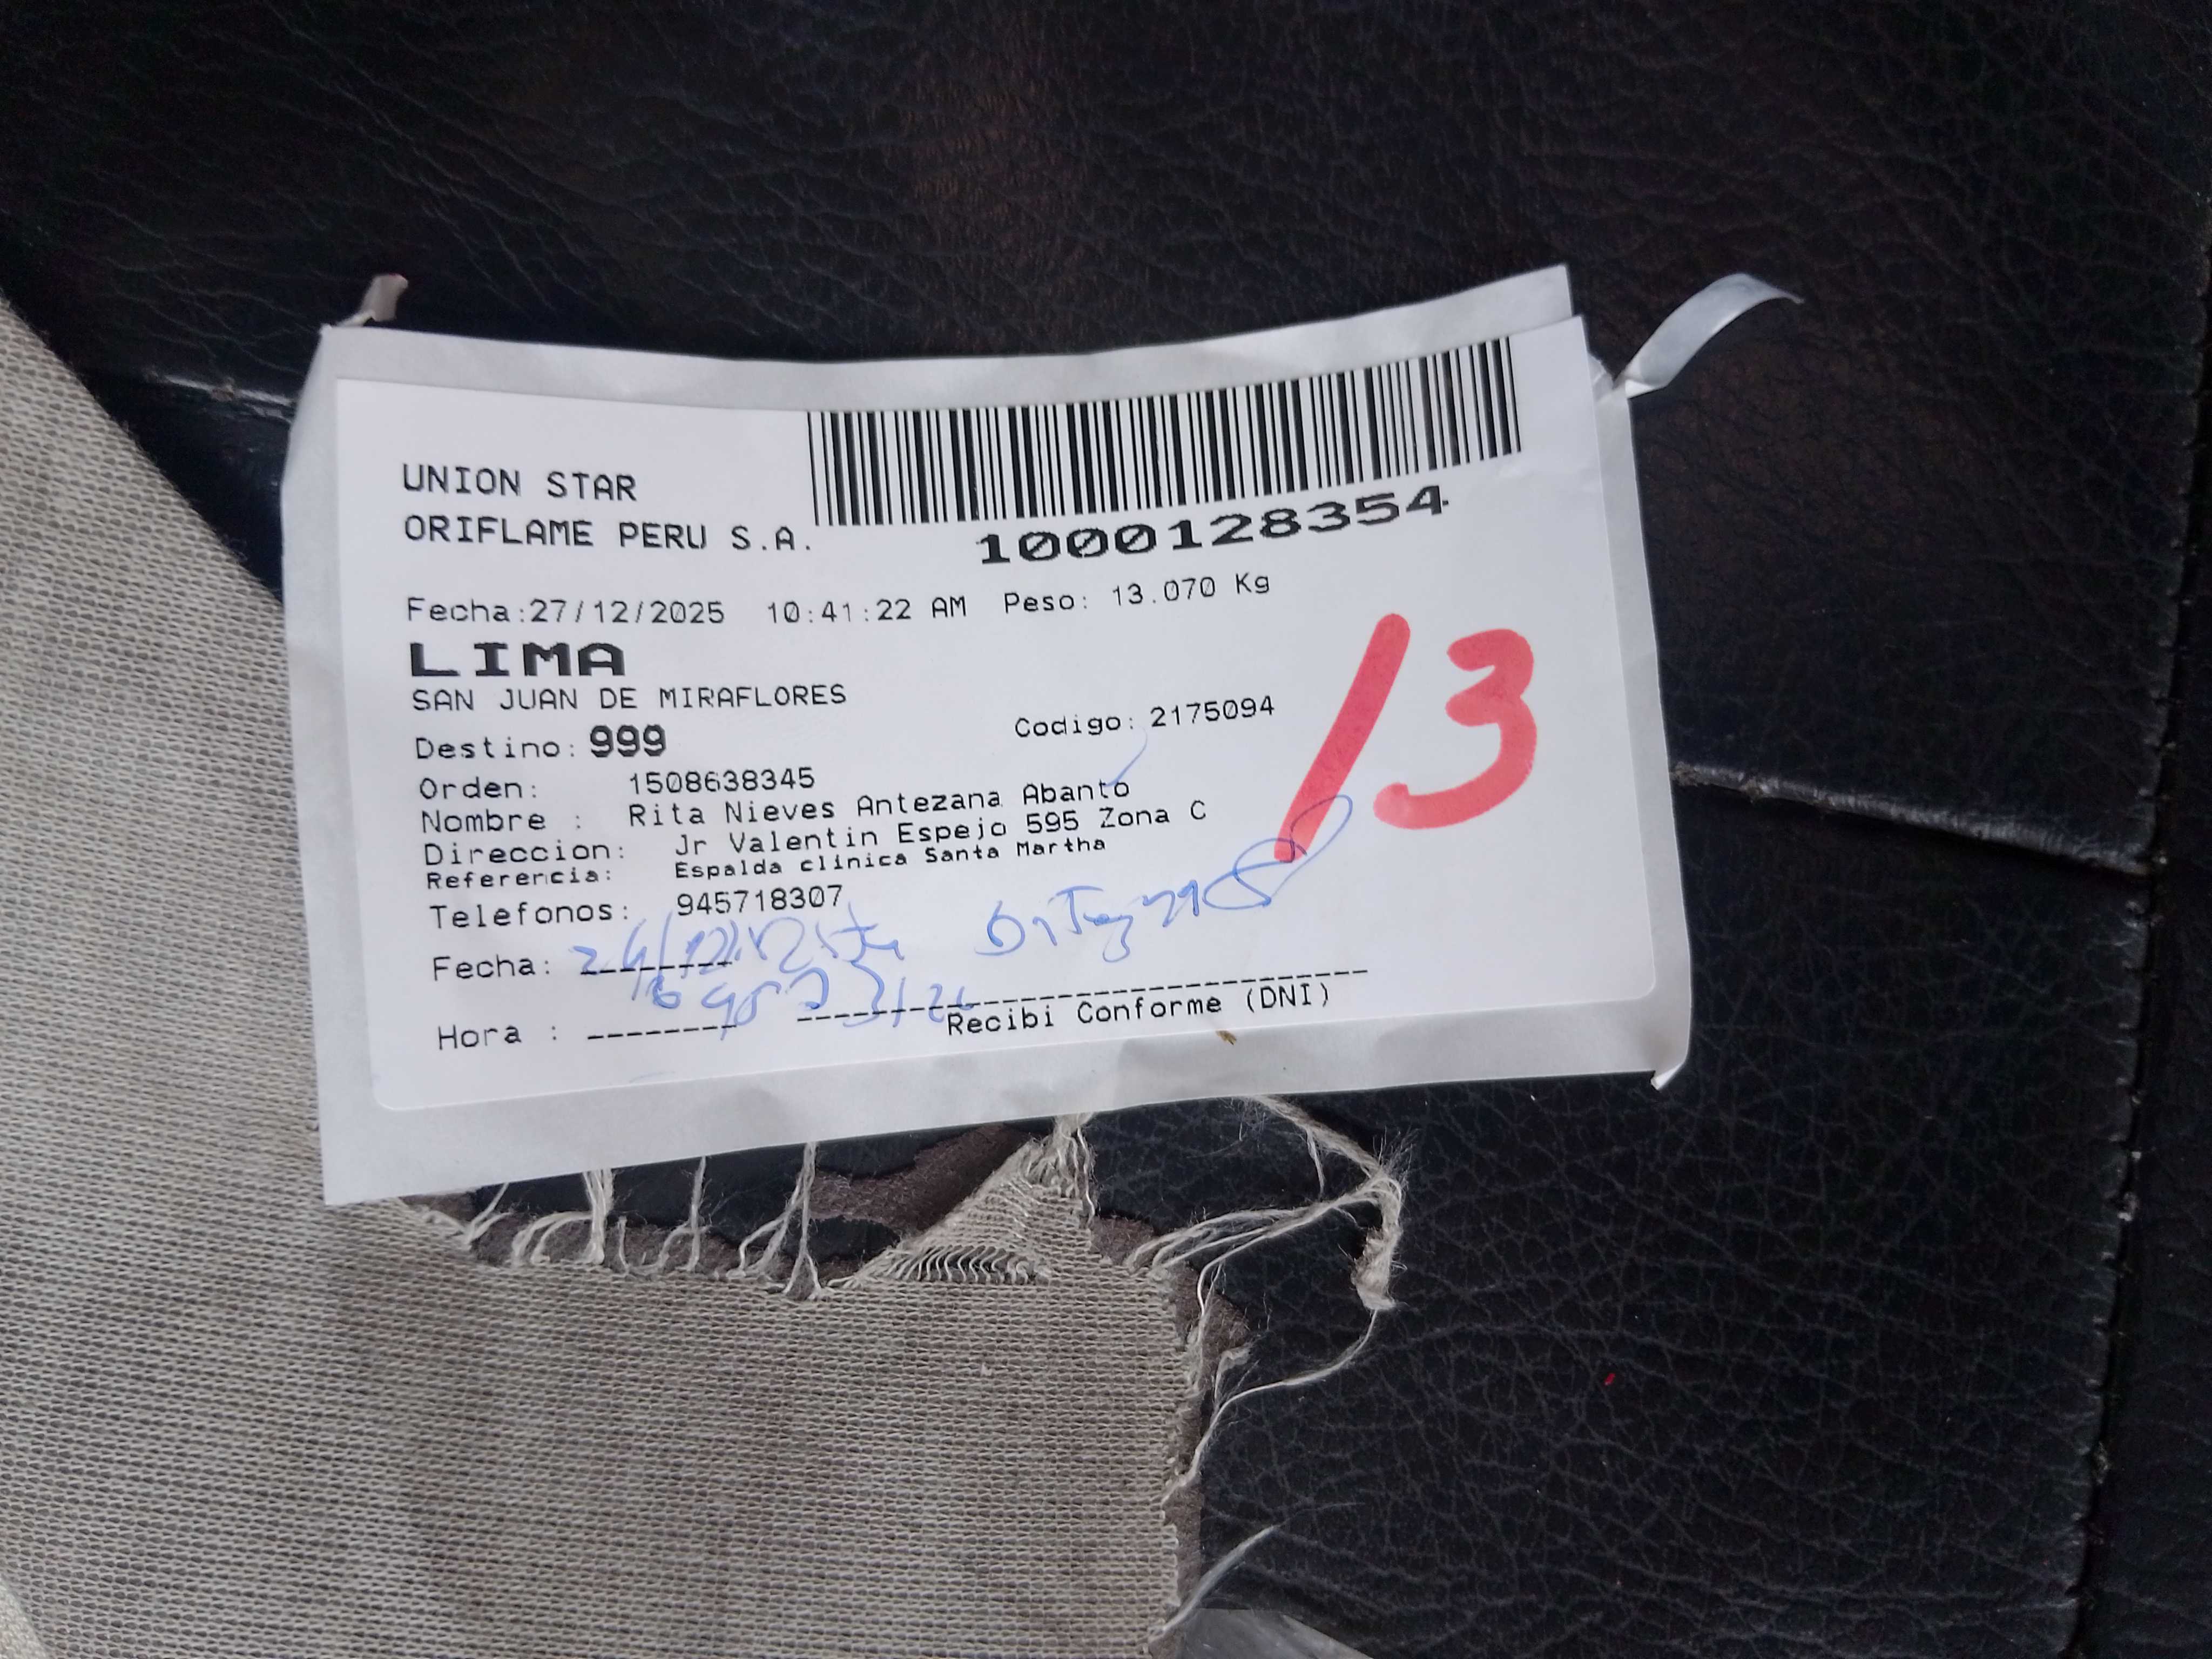 UNION STAR
ORIFLAME PERU S.A.
1000128354
Fecha:27/12/2025 10:41:22 AM Peso: 13.070 Kg
LIMA
SAN JUAN DE MIRAFLORES
Destino: 999 Codigo: 2175094
13
Orden: 1508638345
Nombre : Rita Nieves Antezana Abanto
Direccion: Jr Valentin Espejo 595 Zona C
Referencia: Espalda clinica Santa Martha
Telefonos: 945718307
Fecha: --------
Hora : --------
Recibi Conforme (DNI)